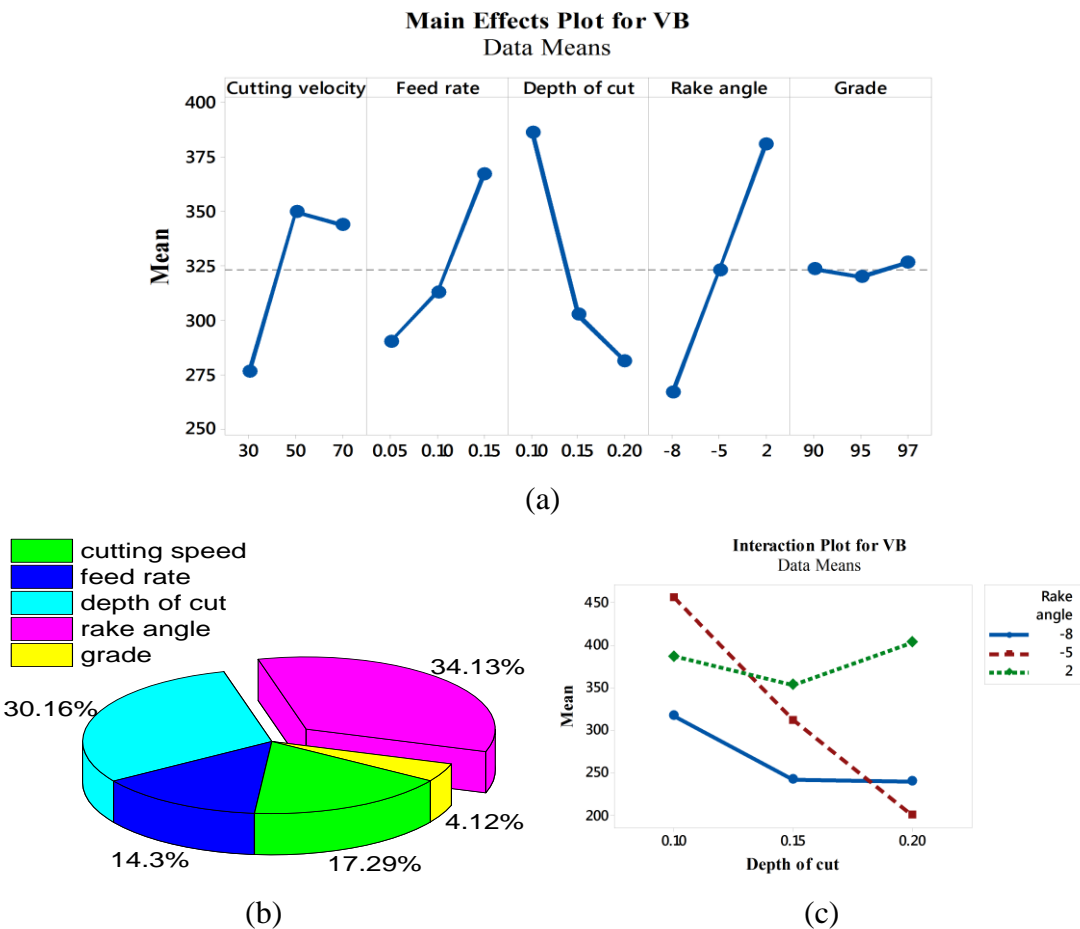 Main Effects Plot for VB
Data Means
Cutting velocity Feed rate Depth of cut Rake angle Grade
400
375
350
325
300
275
250
Mean
30 50 70 0.05 0.10 0.15 0.10 0.15 0.20 -8 -5 2 90 95 97
(a)
cutting speed
feed rate
depth of cut
rake angle
grade
34.13%
30.16%
4.12%
14.3%
17.29%
(b)
Interaction Plot for VB
Data Means
450
400
350
300
250
200
Mean
0.10 0.15 0.20
Depth of cut
Rake
angle
-8
-5
2
(c)